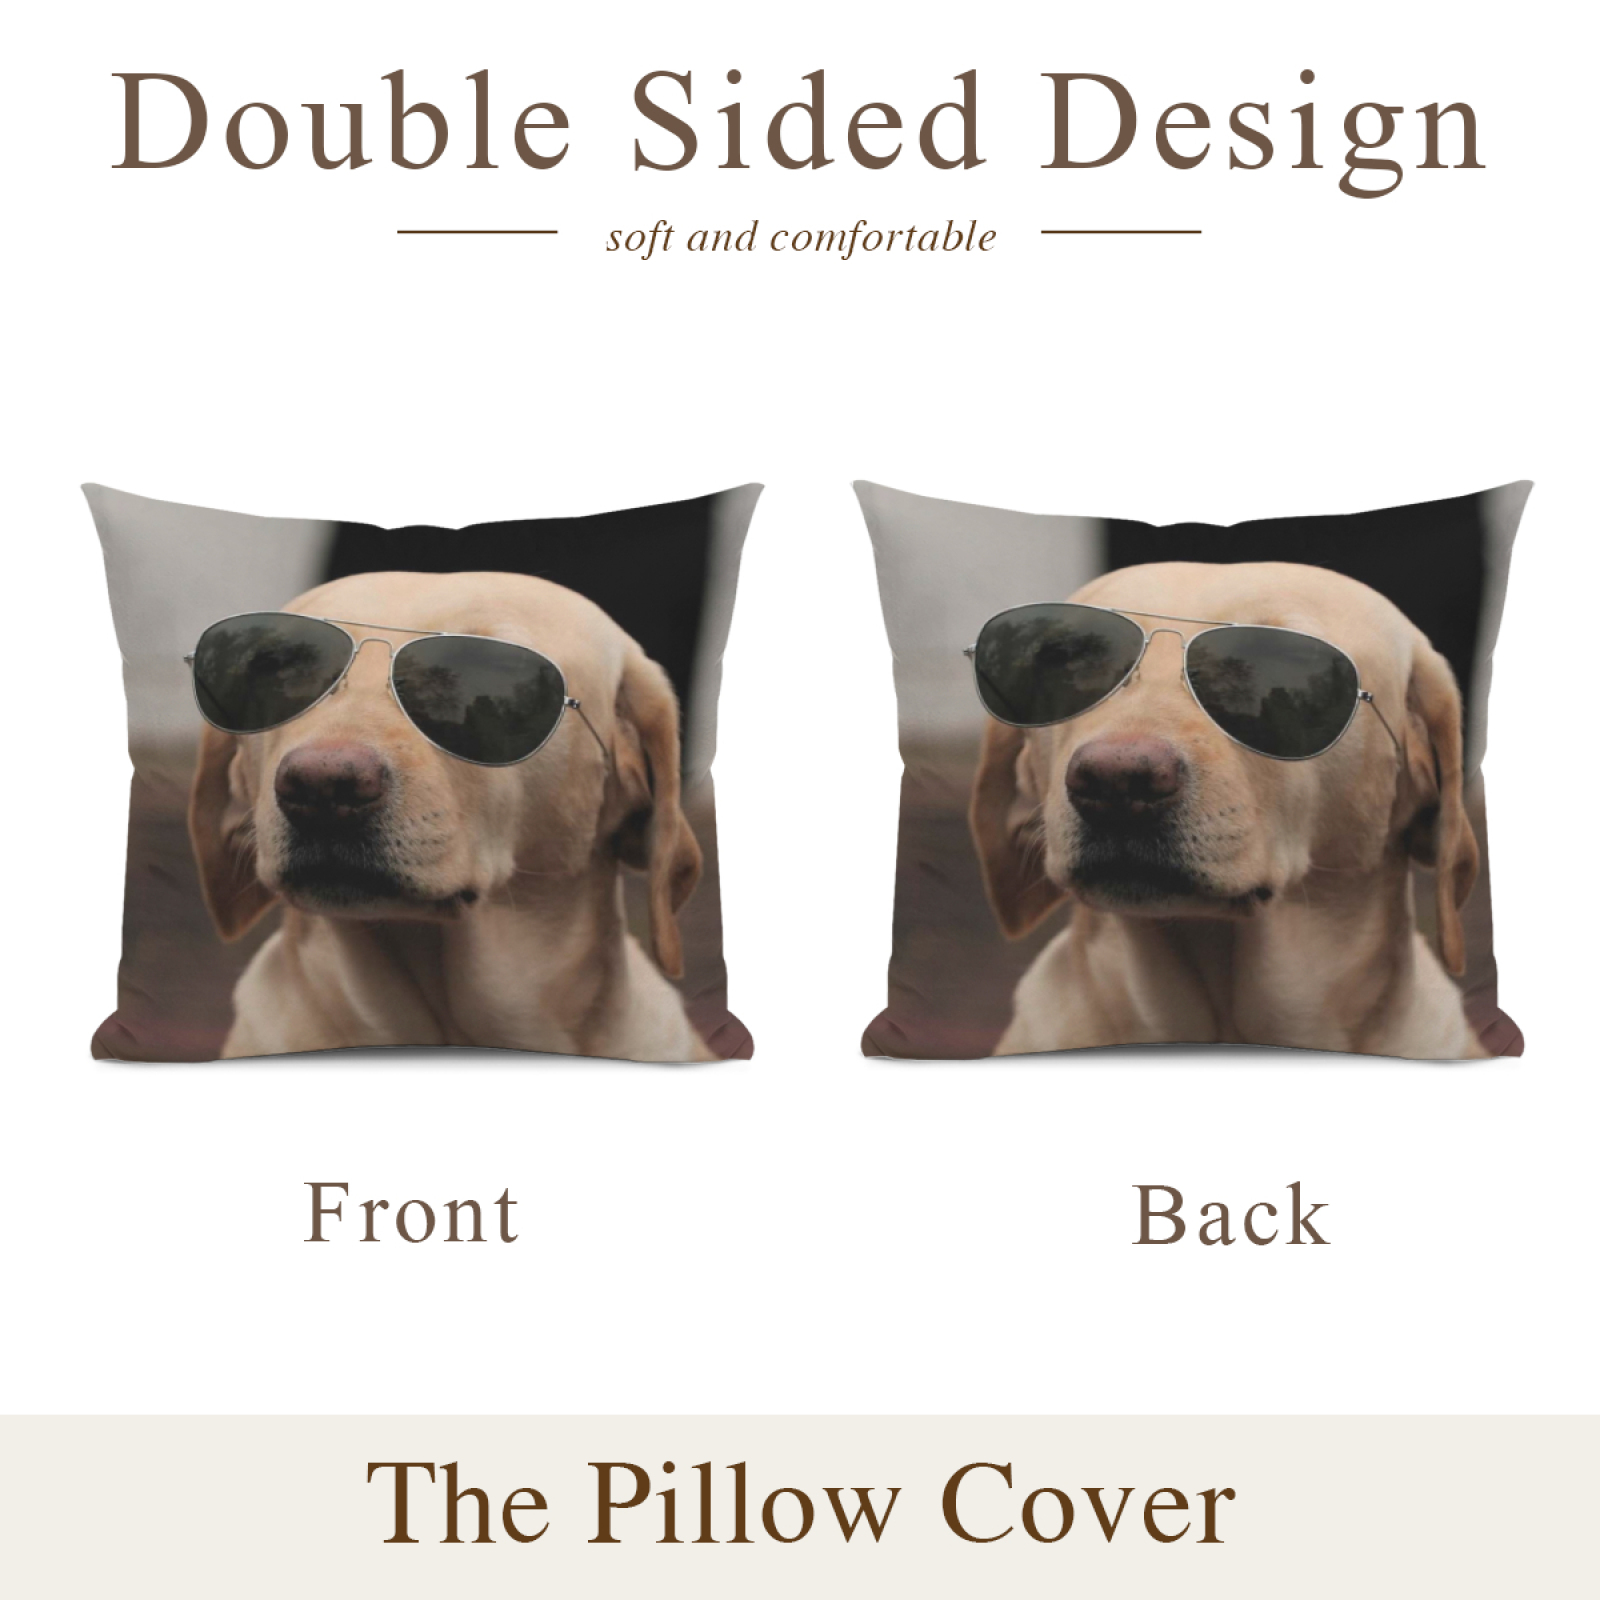 Double Sided Design
soft and comfortable
Front
Back
The Pillow Cover